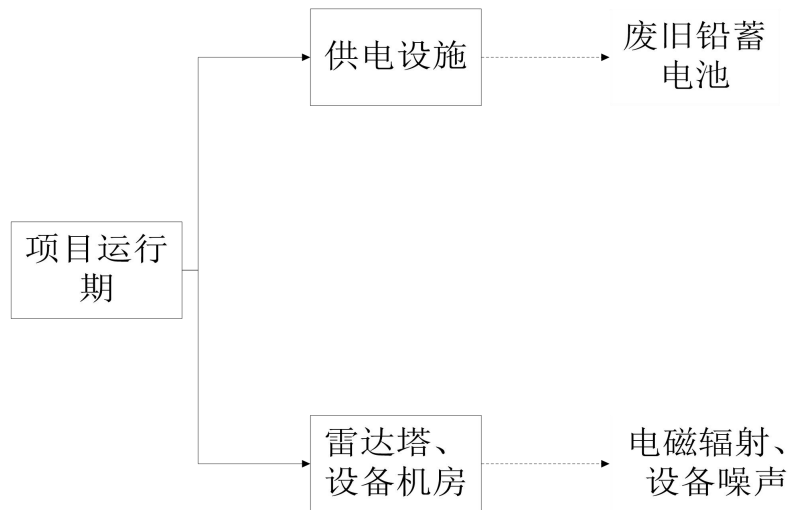 供电设施
废旧铅蓄
电池
项目运行
期
雷达塔、
设备机房
电磁辐射、
设备噪声